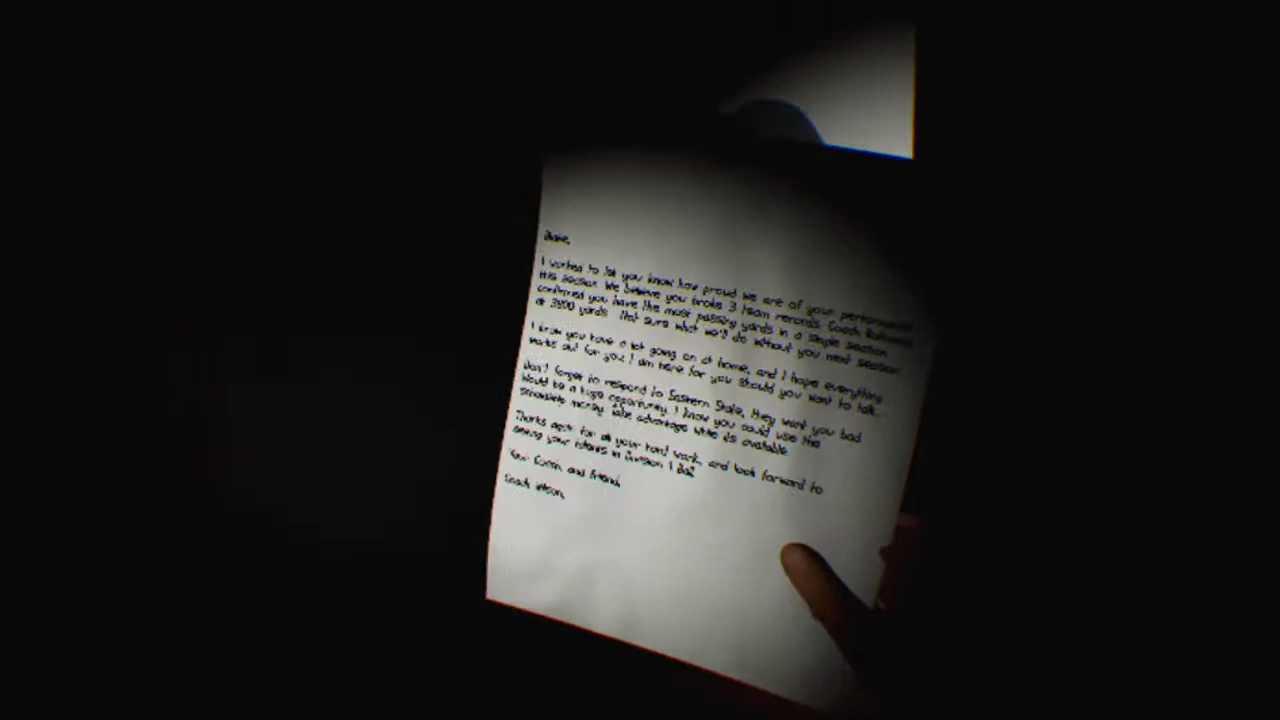 Blake,
I wanted to let you know how proud we are of your performance
this season. We believe you broke 3 team records. Coach
confirmed you have the most passing yards in a single season
at 3800 yards. Not sure what we'll do without you next season.
I know you have a lot going on at home, and I hope everything
works out for you. I am here for you should you want to talk...
Don't forget to respond to Eastern State, they want you bad.
Would be a huge opportunity. I know you could use the
scholarship money. Take advantage while its available.
Thanks again for all your hard work, and look forward to
seeing your talents in Division 1 Ball
Your Coach, and friend,
Coach Wilson,